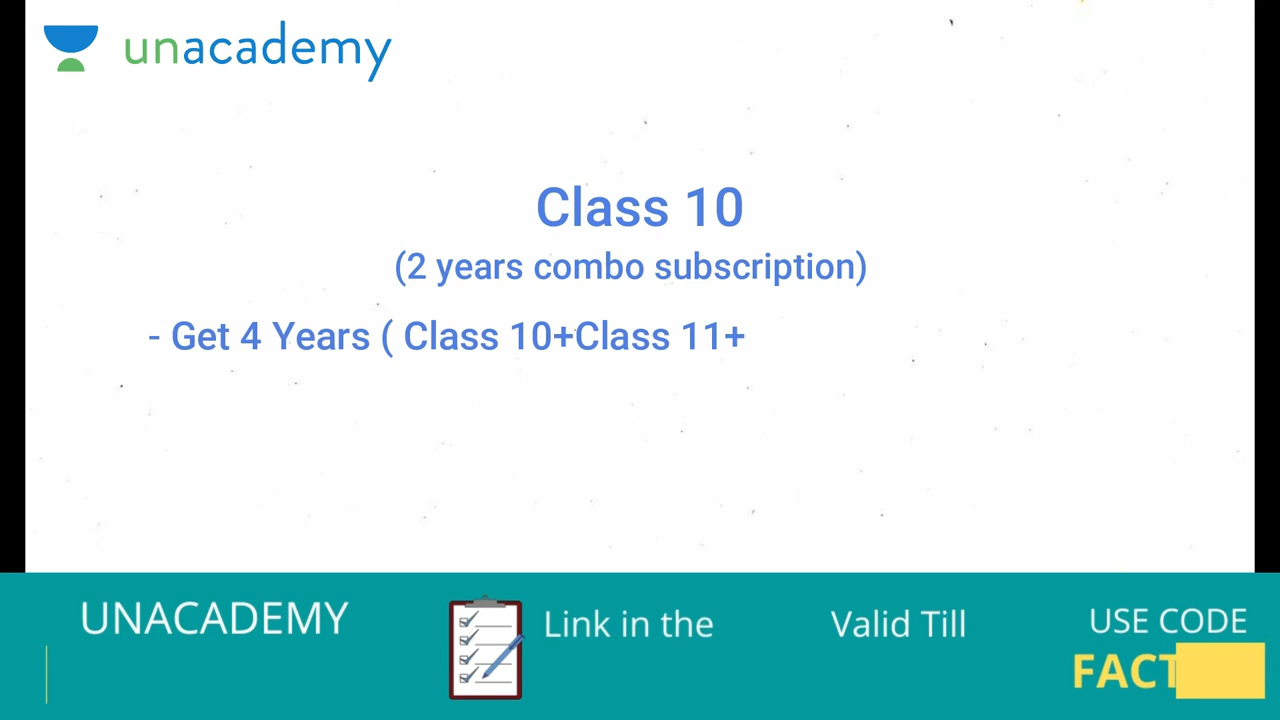 unacademy
Class 10
(2 years combo subscription)
- Get 4 Years ( Class 10+Class 11+
UNACADEMY
Link in the
Valid Till
USE CODE
FACT